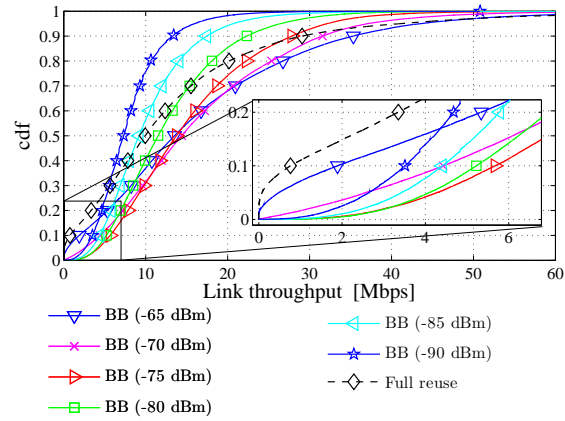 1
0.9
0.8
0.7
0.6
0.5
0.4
0.3
0.2
0.1
0
cdf
0.2
0.1
0
0 2 4 6
0 10 20 30 40 50 60
Link throughput [Mbps]
BB (-65 dBm)
BB (-70 dBm)
BB (-75 dBm)
BB (-80 dBm)
BB (-85 dBm)
BB (-90 dBm)
Full reuse